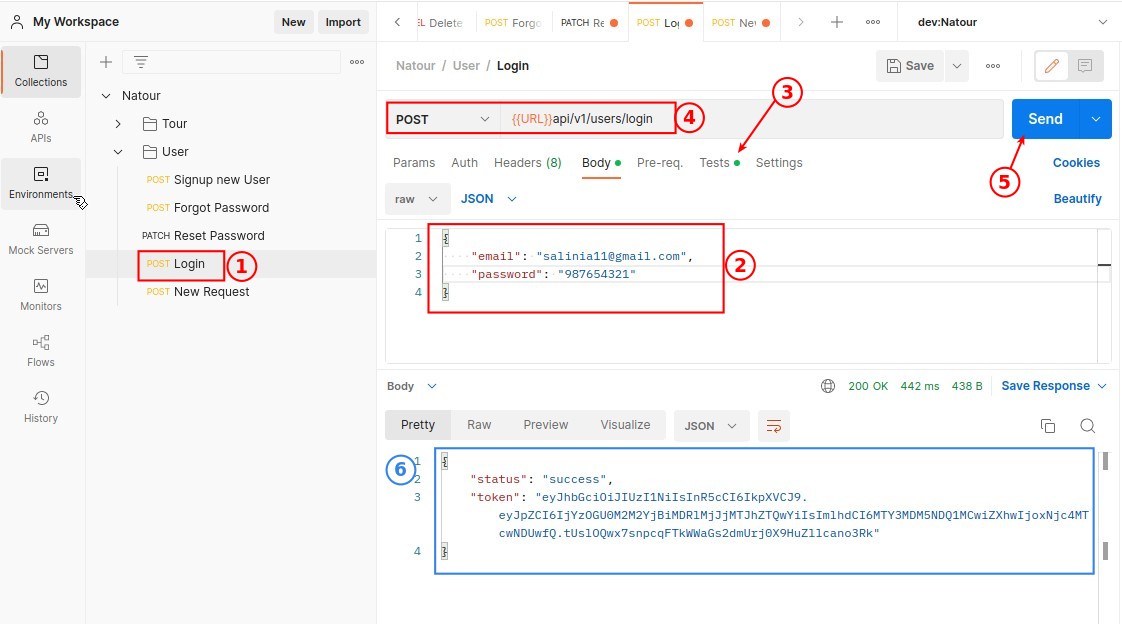 My Workspace
New
Import
EL Delete
POST Forgo
PATCH Re
POST Log
POST New
dev:Natour
Collections
APIs
Environments
Mock Servers
Monitors
Flows
History
Natour
Tour
User
POST Signup new User
POST Forgot Password
PATCH Reset Password
POST Login
1
POST New Request
Natour / User / Login
Save
3
POST
{{URL}}api/v1/users/login
4
Send
5
Params
Auth
Headers (8)
Body
Pre-req.
Tests
Settings
Cookies
raw
JSON
Beautify
1 {
2 "email": "salinia11@gmail.com",
3 "password": "987654321"
4 }
2
Body
200 OK
442 ms
438 B
Save Response
Pretty
Raw
Preview
Visualize
JSON
6
1 {
2 "status": "success",
3 "token": "eyJhbGciOiJIUzI1NiIsInR5cCI6IkpXVCJ9.
eyJpZCI6IjYzOGU0M2M2YjBiMDRlMjJjMTJhZTQwYiIsImlhdCI6MTY3MDM5NDQ1MCwiZXhwIjoxNjc4MT
cwNDUwfQ.tUslOQwx7snpcqFTkWWaGs2dmUrj0X9HuZllcano3Rk"
4 }